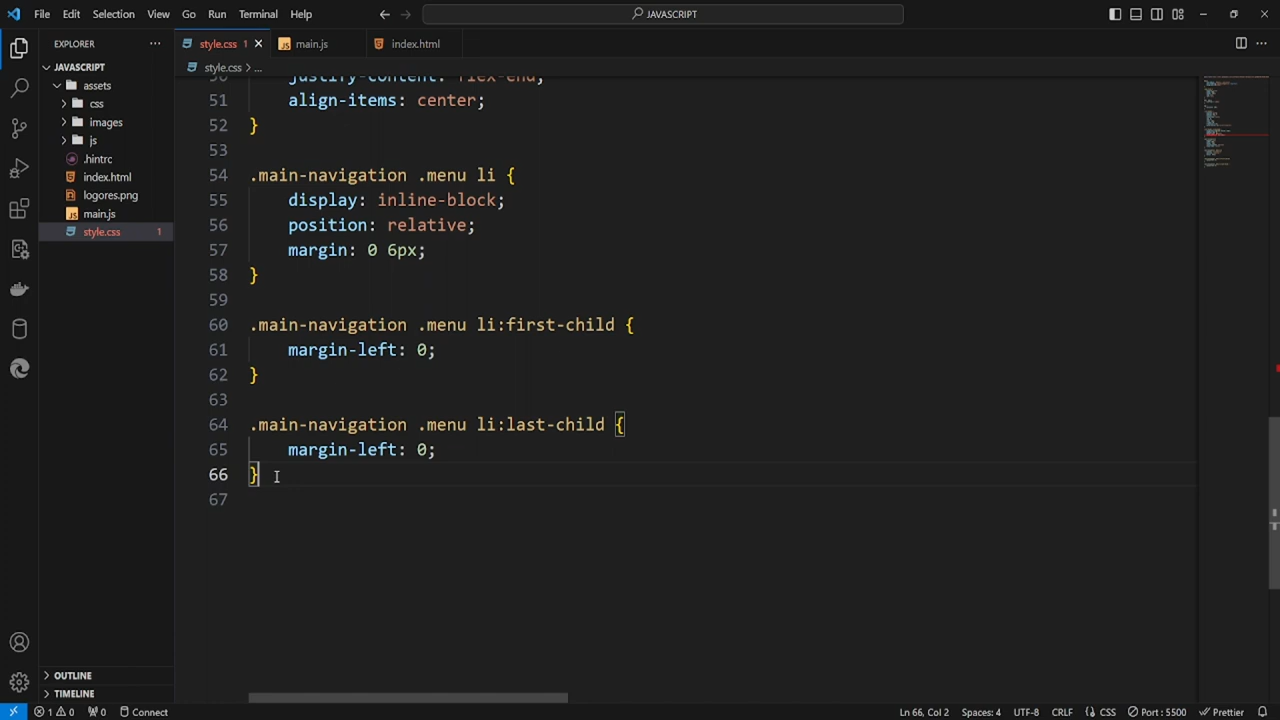 File Edit Selection View Go Run Terminal Help
JAVASCRIPT
EXPLORER
style.css 1
main.js
index.html
JAVASCRIPT
style.css > ...
assets
css
images
js
.hintrc
index.html
logores.png
main.js
style.css 1
50 justify-content: flex-end;
51 align-items: center;
52 }
53
54 .main-navigation .menu li {
55 display: inline-block;
56 position: relative;
57 margin: 0 6px;
58 }
59
60 .main-navigation .menu li:first-child {
61 margin-left: 0;
62 }
63
64 .main-navigation .menu li:last-child {
65 margin-left: 0;
66 }
67
OUTLINE
TIMELINE
1 0 0 Connect Ln 66, Col 2 Spaces: 4 UTF-8 CRLF {} CSS Port : 5500 Prettier